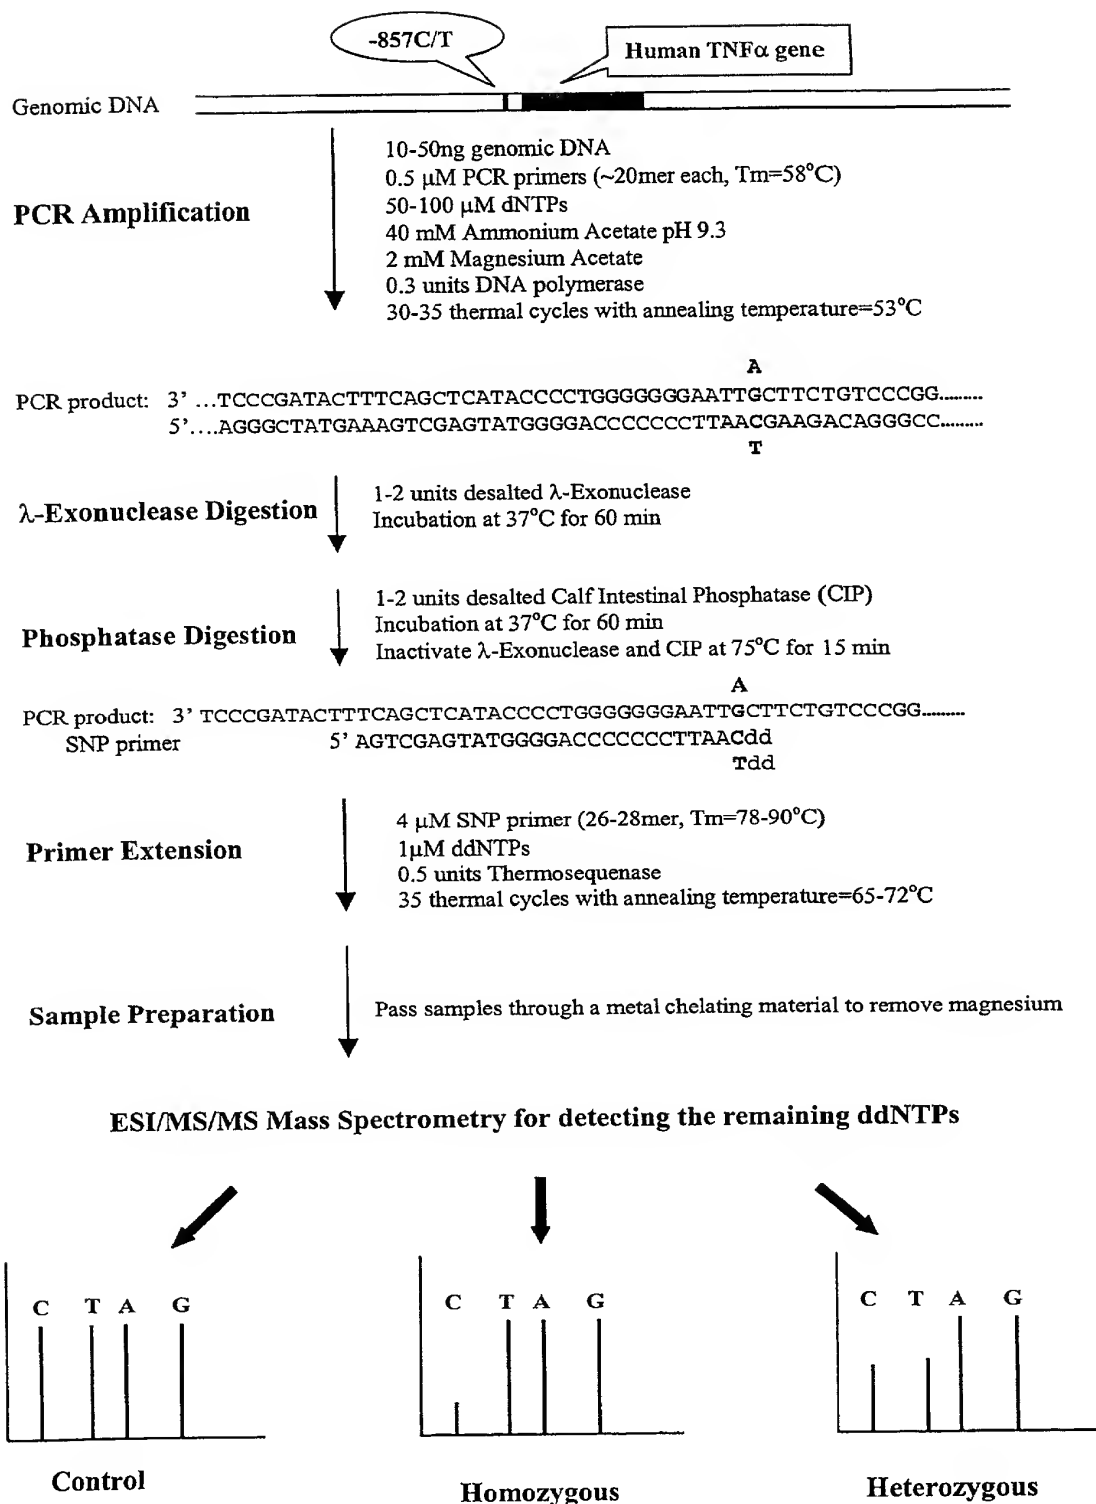 -857C/T
Human TNFα gene
Genomic DNA
10-50ng genomic DNA
0.5 μM PCR primers (~20mer each, Tm=58°C)
PCR Amplification
50-100 μM dNTPs
40 mM Ammonium Acetate pH 9.3
2 mM Magnesium Acetate
0.3 units DNA polymerase
30-35 thermal cycles with annealing temperature=53°C
A
PCR product: 3' ...TCCCGATACTTTCAGCTCATACCCCTGGGGGGGAATTGCTTCTGTCCCGG.........
5'....AGGGCTATGAAAGTCGAGTATGGGGACCCCCCCTTAACGAAGACAGGGCC.........
T
λ-Exonuclease Digestion
1-2 units desalted λ-Exonuclease
Incubation at 37°C for 60 min
1-2 units desalted Calf Intestinal Phosphatase (CIP)
Phosphatase Digestion
Incubation at 37°C for 60 min
Inactivate λ-Exonuclease and CIP at 75°C for 15 min
A
PCR product: 3' TCCCGATACTTTCAGCTCATACCCCTGGGGGGGAATTGCTTCTGTCCCGG.........
SNP primer 5' AGTCGAGTATGGGGACCCCCCCTTAACdd
Tdd
4 μM SNP primer (26-28mer, Tm=78-90°C)
Primer Extension
1μM ddNTPs
0.5 units Thermosequenase
35 thermal cycles with annealing temperature=65-72°C
Sample Preparation
Pass samples through a metal chelating material to remove magnesium
ESI/MS/MS Mass Spectrometry for detecting the remaining ddNTPs
C T A G
C T A G
C T A G
Control
Homozygous
Heterozygous